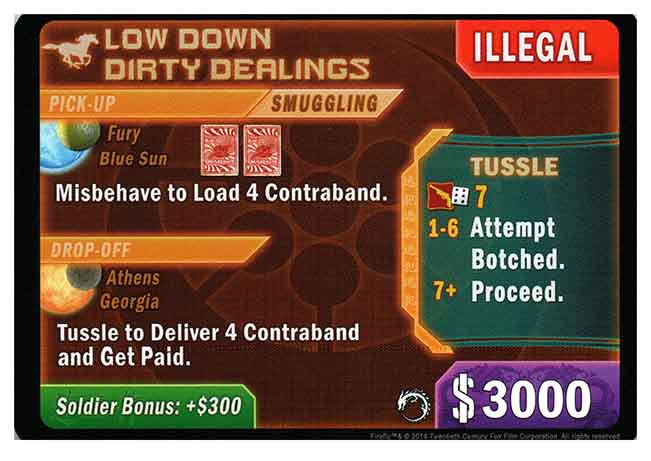 LOW DOWN
DIRTY DEALINGS
ILLEGAL
PICK-UP
SMUGGLING
Fury
Blue Sun
Misbehave to Load 4 Contraband.
DROP-OFF
Athens
Georgia
Tussle to Deliver 4 Contraband
and Get Paid.
TUSSLE
7
1-6 Attempt
Botched.
7+ Proceed.
Soldier Bonus: +$300
$3000
Firefly™& © 2014 Twentieth Century Fox Film Corporation. All rights reserved